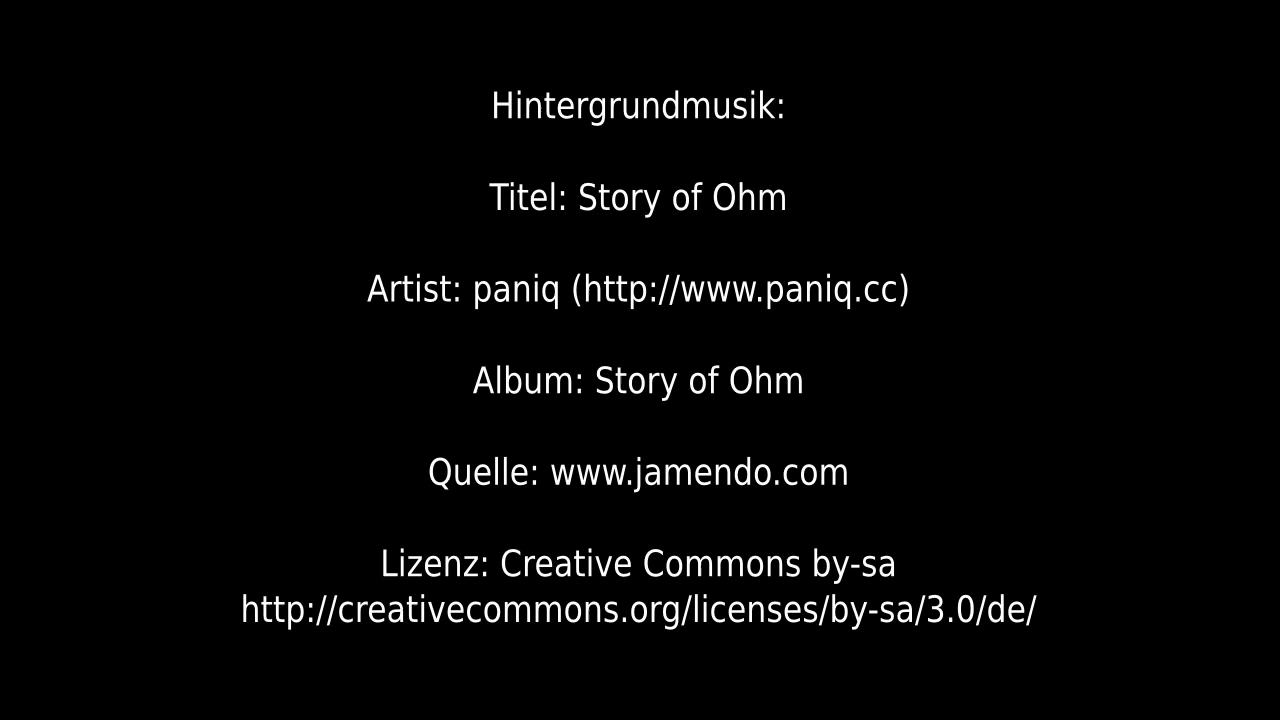 Hintergrundmusik:
Titel: Story of Ohm
Artist: paniq (http://www.paniq.cc)
Album: Story of Ohm
Quelle: www.jamendo.com
Lizenz: Creative Commons by-sa
http://creativecommons.org/licenses/by-sa/3.0/de/